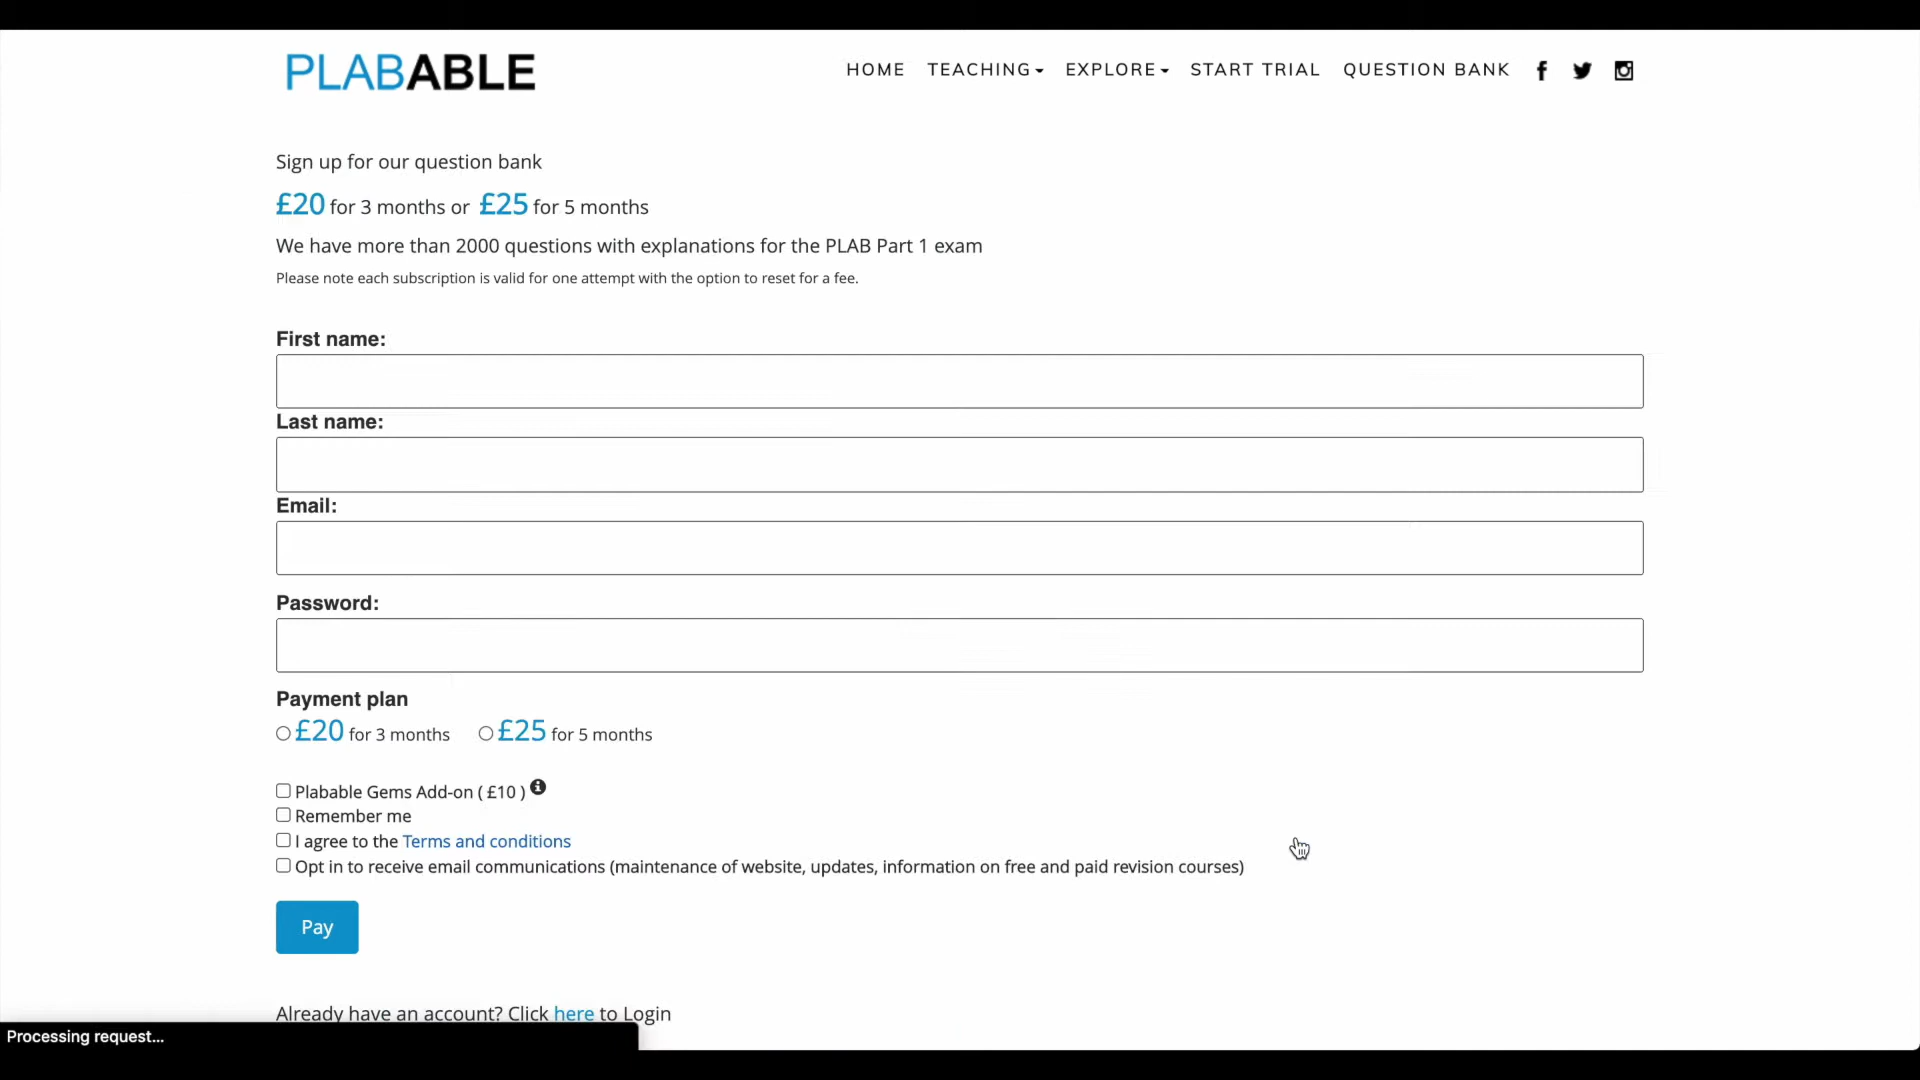 PLABABLE
HOME TEACHING EXPLORE START TRIAL QUESTION BANK
Sign up for our question bank
£20 for 3 months or £25 for 5 months
We have more than 2000 questions with explanations for the PLAB Part 1 exam
Please note each subscription is valid for one attempt with the option to reset for a fee.
First name:
Last name:
Email:
Password:
Payment plan
£20 for 3 months £25 for 5 months
Plabable Gems Add-on ( £10 )
Remember me
I agree to the Terms and conditions
Opt in to receive email communications (maintenance of website, updates, information on free and paid revision courses)
Pay
Already have an account? Click here to Login
Processing request...